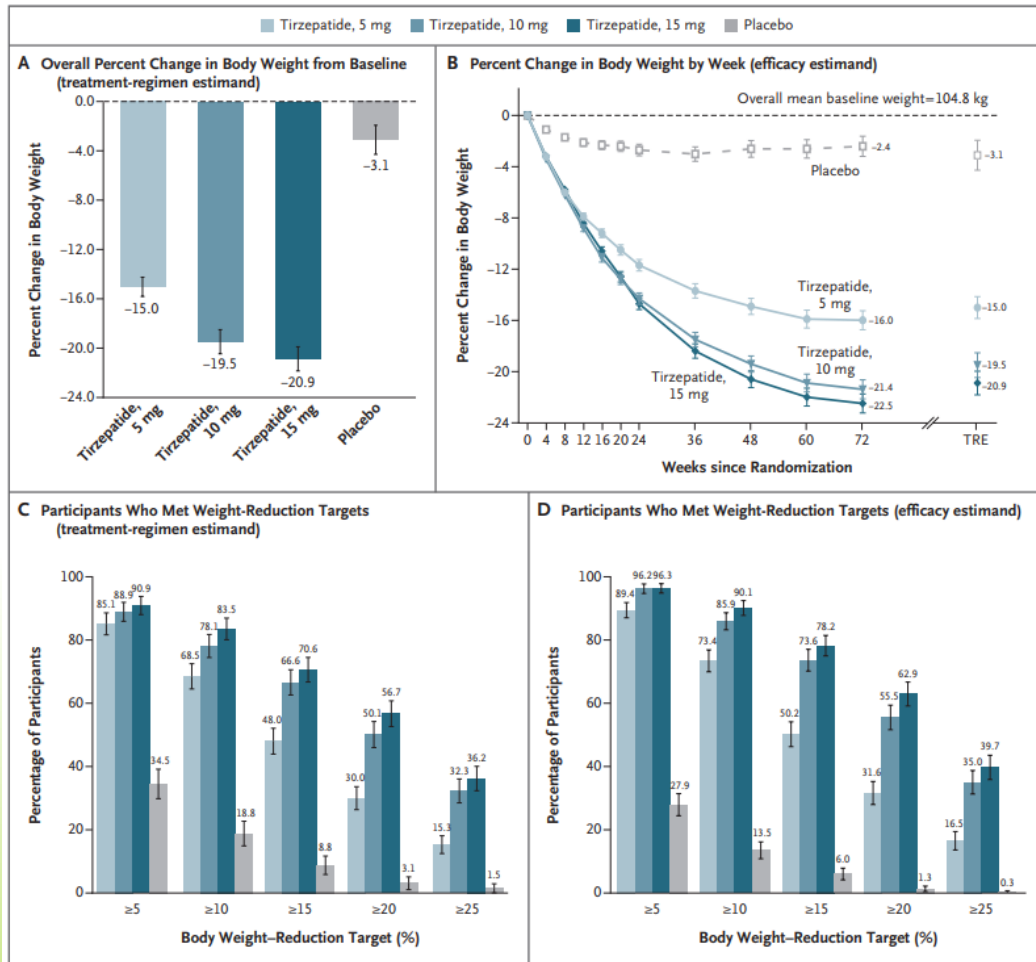 Tirzepatide, 5 mg Tirzepatide, 10 mg Tirzepatide, 15 mg Placebo
A Overall Percent Change in Body Weight from Baseline
(treatment-regimen estimand)
Percent Change in Body Weight
0.0
−4.0
−8.0
−12.0
−16.0
−20.0
−24.0
−15.0
−19.5
−20.9
−3.1
Tirzepatide,
5 mg
Tirzepatide,
10 mg
Tirzepatide,
15 mg
Placebo
B Percent Change in Body Weight by Week (efficacy estimand)
Overall mean baseline weight=104.8 kg
Percent Change in Body Weight
0
−4
−8
−12
−16
−20
−24
Placebo
−2.4
−3.1
Tirzepatide,
5 mg
−16.0
−15.0
Tirzepatide,
10 mg
−21.4
−19.5
Tirzepatide,
15 mg
−22.5
−20.9
0 4 8 12 16 20 24 36 48 60 72 TRE
Weeks since Randomization
C Participants Who Met Weight-Reduction Targets
(treatment-regimen estimand)
Percentage of Participants
100
80
60
40
20
0
85.1 88.9 90.9 34.5
68.5 78.1 83.5 18.8
48.0 66.6 70.6 8.8
30.0 50.1 56.7 3.1
15.3 32.3 36.2 1.5
≥5 ≥10 ≥15 ≥20 ≥25
Body Weight–Reduction Target (%)
D Participants Who Met Weight-Reduction Targets (efficacy estimand)
Percentage of Participants
100
80
60
40
20
0
89.4 96.2 96.3 27.9
73.4 85.9 90.1 13.5
50.2 73.6 78.2 6.0
31.6 55.5 62.9 1.3
16.5 35.0 39.7 0.3
≥5 ≥10 ≥15 ≥20 ≥25
Body Weight–Reduction Target (%)